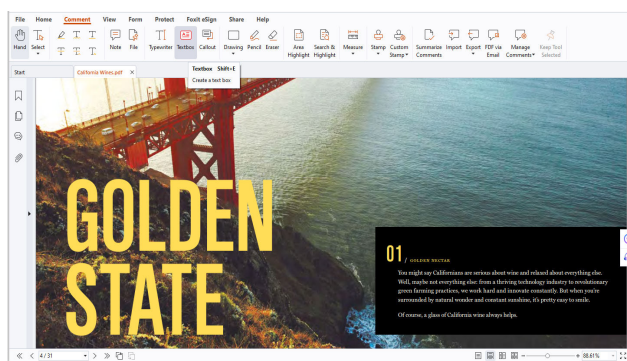 File Home Comment View Form Protect Foxit eSign Share Help
Hand Select Note File Typewriter Textbox Callout Drawing Pencil Eraser Area Highlight Search & Highlight Measure Stamp Custom Stamp Summarize Comments Import Export FDF via Email Manage Comments Keep Tool Selected
Start California Wines.pdf ×
Textbox Shift+E
Create a text box
GOLDEN
STATE
01 / GOLDEN NECTAR
You might say Californians are serious about wine and relaxed about everything else.
Well, maybe not everything else: from a thriving technology industry to revolutionary
green farming practices, we work hard and innovate constantly. But when you're
surrounded by natural wonder and constant sunshine, it's pretty easy to smile.
Of course, a glass of California wine always helps.
4/31
88.61%